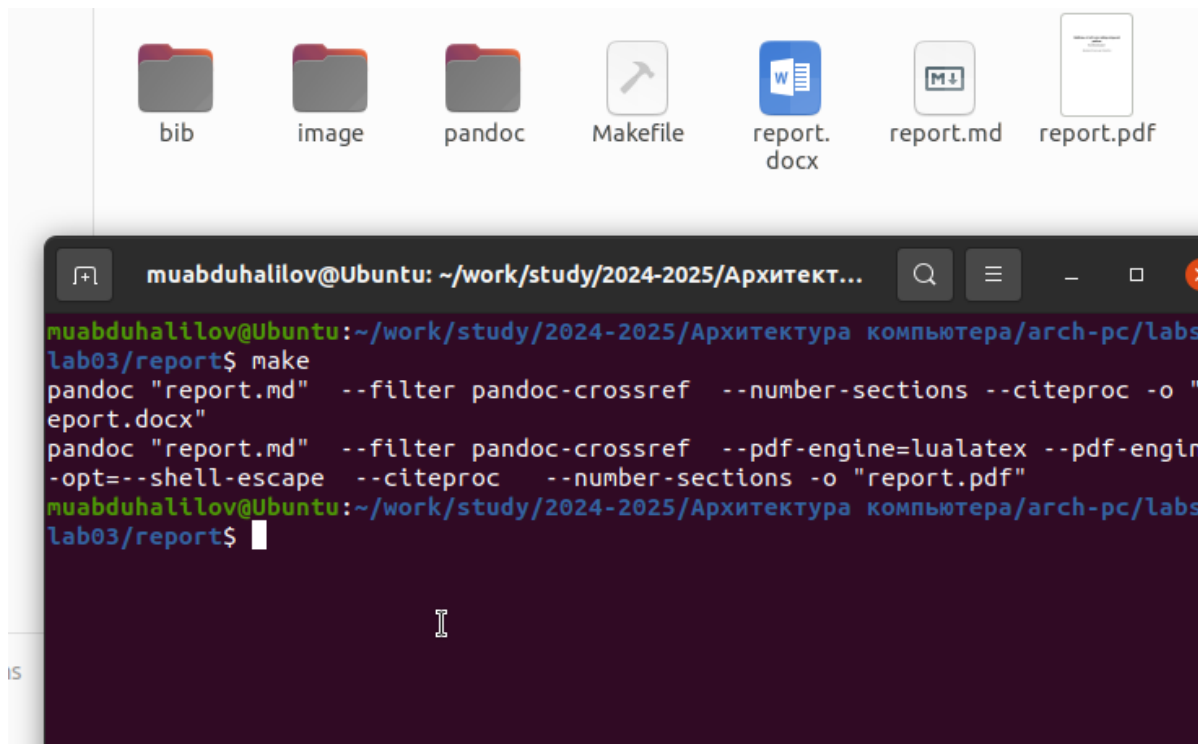 bib
image
pandoc
Makefile
report.
docx
report.md
report.pdf
muabduhalilov@Ubuntu: ~/work/study/2024-2025/Архитект...
muabduhalilov@Ubuntu:~/work/study/2024-2025/Архитектура компьютера/arch-pc/labs
lab03/report$ make
pandoc "report.md"  --filter pandoc-crossref  --number-sections --citeproc -o "
eport.docx"
pandoc "report.md"  --filter pandoc-crossref  --pdf-engine=lualatex --pdf-engin
-opt=--shell-escape  --citeproc   --number-sections -o "report.pdf"
muabduhalilov@Ubuntu:~/work/study/2024-2025/Архитектура компьютера/arch-pc/labs
lab03/report$